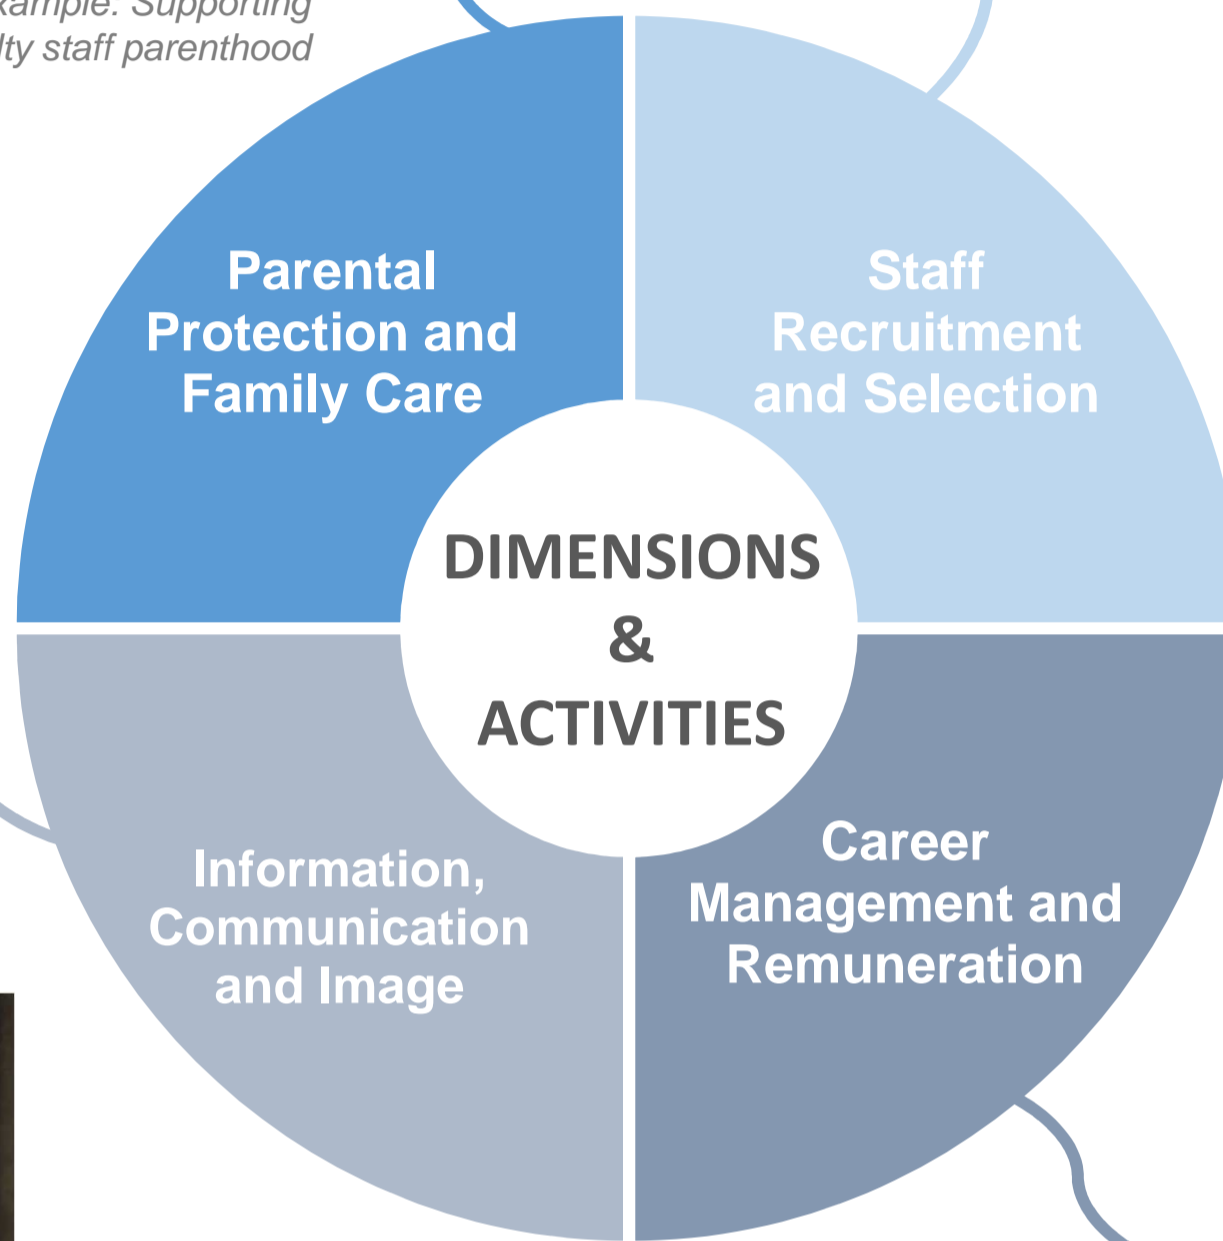 Supporting
staff parenthood
Parental
Protection and
Family Care
Staff
Recruitment
and Selection
DIMENSIONS
&
ACTIVITIES
Information,
Communication
and Image
Career
Management and
Remuneration